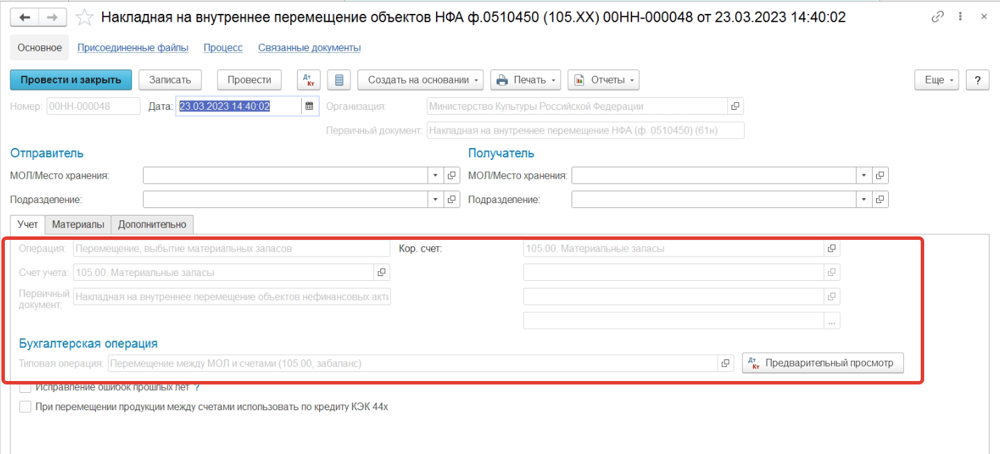 Накладная на внутреннее перемещение объектов НФА ф.0510450 (105.ХХ) 00НН-000048 от 23.03.2023 14:40:02
Основное Присоединенные файлы Процесс Связанные документы
Провести и закрыть Записать Провести Дт Кт Создать на основании Печать Отчеты Еще ?
Номер: 00НН-000048 Дата: 23.03.2023 14:40:02 Организация: Министерство Культуры Российской Федерации
Первичный документ: Накладная на внутреннее перемещение НФА (ф. 0510450) (61н)
Отправитель Получатель
МОЛ/Место хранения: МОЛ/Место хранения:
Подразделение: Подразделение:
Учет Материалы Дополнительно
Операция: Перемещение, выбытие материальных запасов Кор. счет: 105.00. Материальные запасы
Счет учета: 105.00. Материальные запасы
Первичный документ: Накладная на внутреннее перемещение объектов нефинансовых акти
...
Бухгалтерская операция
Типовая операция: Перемещение между МОЛ и счетами (105.00, забаланс) Дт Кт Предварительный просмотр
Исправление ошибок прошлых лет ?
При перемещении продукции между счетами использовать по кредиту КЭК 44х